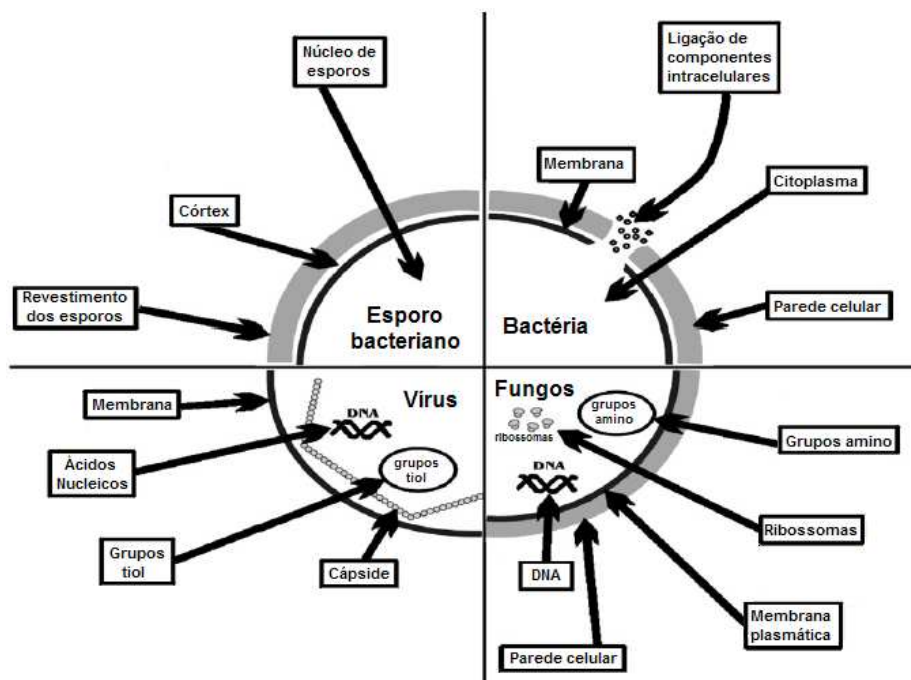 Núcleo de
esporos
Córtex
Revestimento
dos esporos
Esporo
bacteriano
Ligação de
componentes
intracelulares
Membrana
Citoplasma
Parede celular
Bactéria
Membrana
Ácidos
Nucleicos
Grupos
tiol
Cápside
Vírus
DNA
grupos
tiol
Fungos
ribossomas
grupos
amino
DNA
Grupos amino
Ribossomas
DNA
Membrana
plasmática
Parede celular